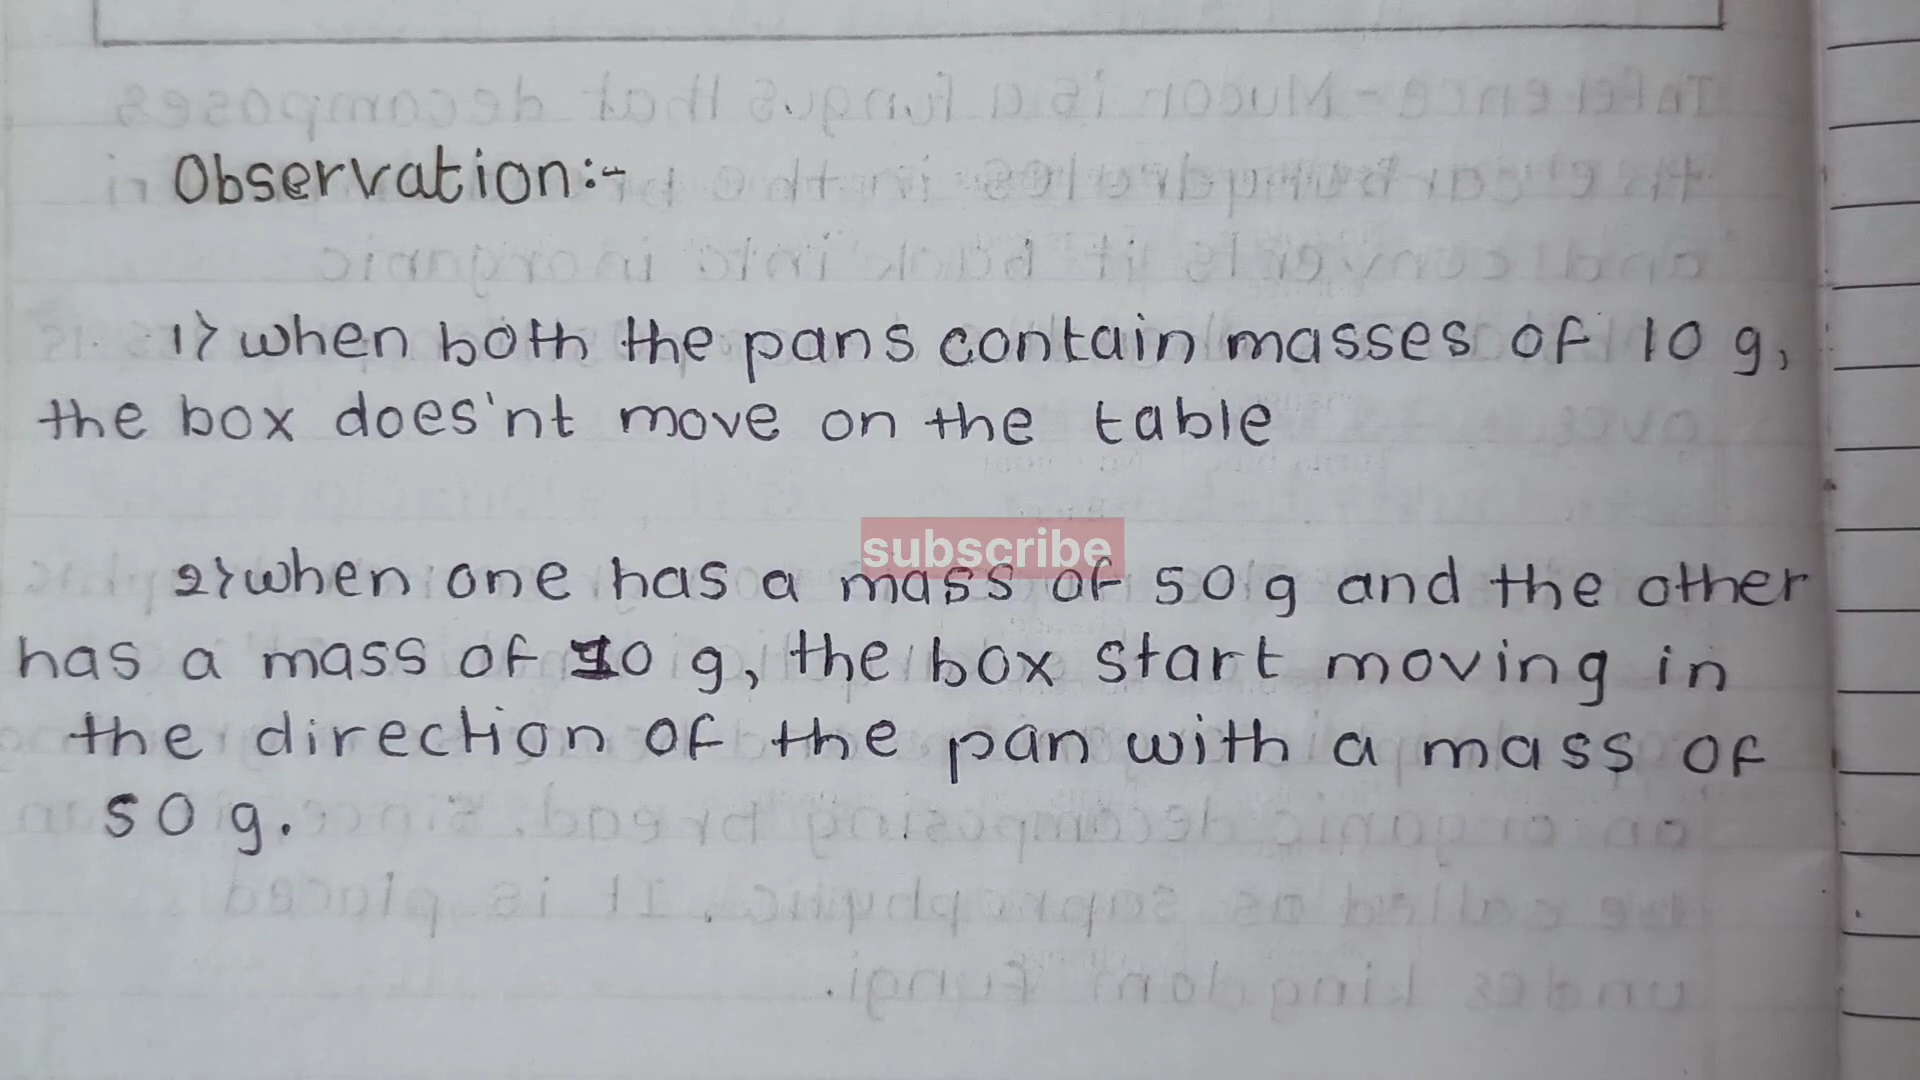 Observation:-
1) when both the pans contain masses of 10 g,
the box does'nt move on the table
subscribe
2) when one has a mass of 50 g and the other
has a mass of 10 g, the box start moving in
the direction of the pan with a mass of
50 g.